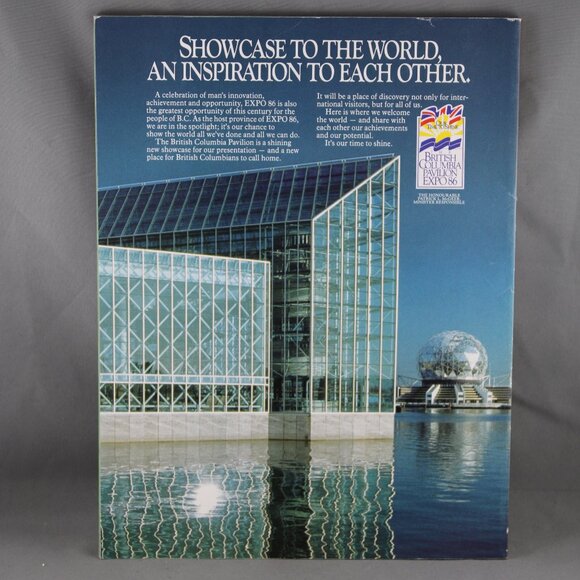 SHOWCASE TO THE WORLD,
AN INSPIRATION TO EACH OTHER.
A celebration of man's innovation,
achievement and opportunity, EXPO 86 is also
the greatest opportunity of this century for the
people of B.C. As the host province of EXPO 86,
we are in the spotlight; it's our chance to
show the world all we've done and all we can do.
The British Columbia Pavilion is a shining
new showcase for our presentation — and a new
place for British Columbians to call home.
It will be a place of discovery not only for inter-
national visitors, but for all of us.
Here is where we welcome
the world — and share with
each other our achievements
and our potential.
It's our time to shine.
BRITISH
COLUMBIA
PAVILION
EXPO 86
THE HONOURABLE
PATRICK L. McGEER
MINISTER RESPONSIBLE